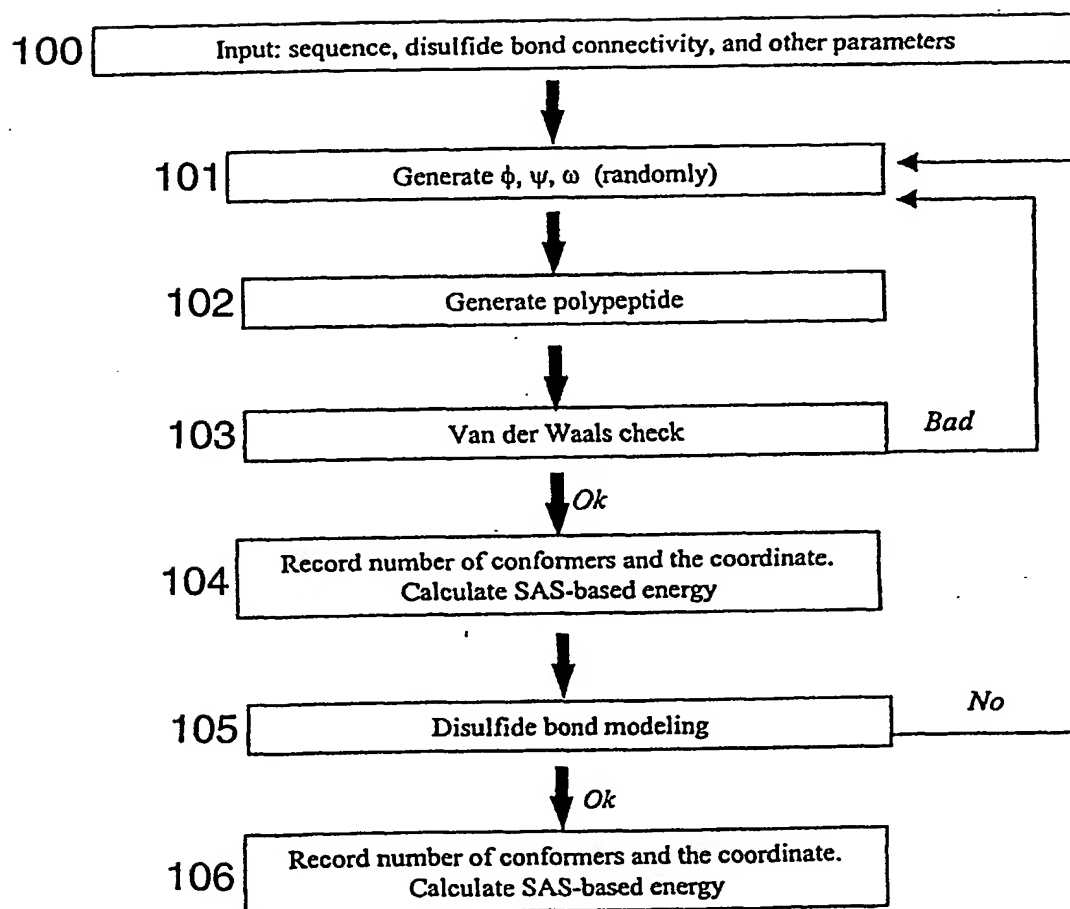 100 Input: sequence, disulfide bond connectivity, and other parameters
101 Generate ϕ, ψ, ω (randomly)
102 Generate polypeptide
103 Van der Waals check
Bad
Ok
104 Record number of conformers and the coordinate.
Calculate SAS-based energy
105 Disulfide bond modeling
No
Ok
106 Record number of conformers and the coordinate.
Calculate SAS-based energy